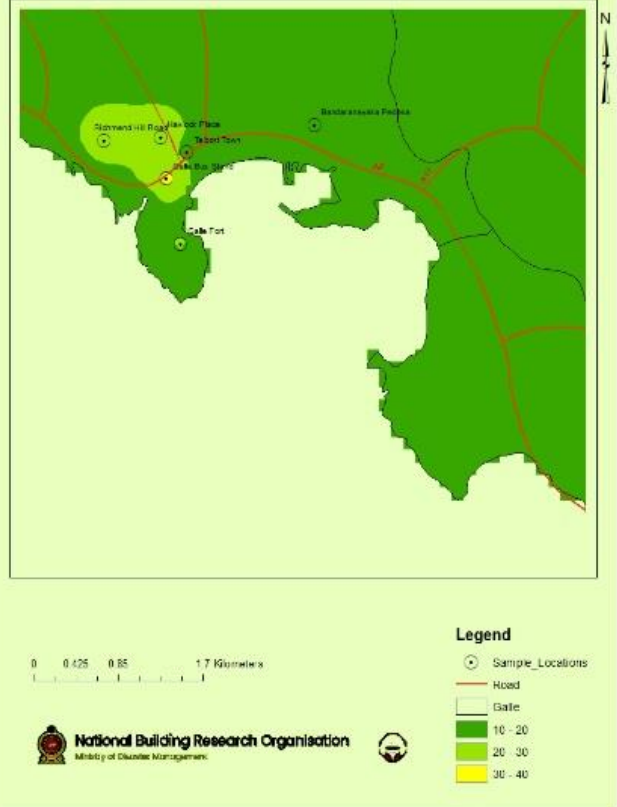 N
Bandaranayaka Pedesa
Richmend Hill Road
Havlock Place
Talbot Town
Galle Bus Stand
Galle Fort
0 0.425 0.85 1.7 Kilometers
Legend
Sample_Locations
Road
Galle
10 - 20
20 - 30
30 - 40
National Building Research Organisation
Ministry of Disaster Management